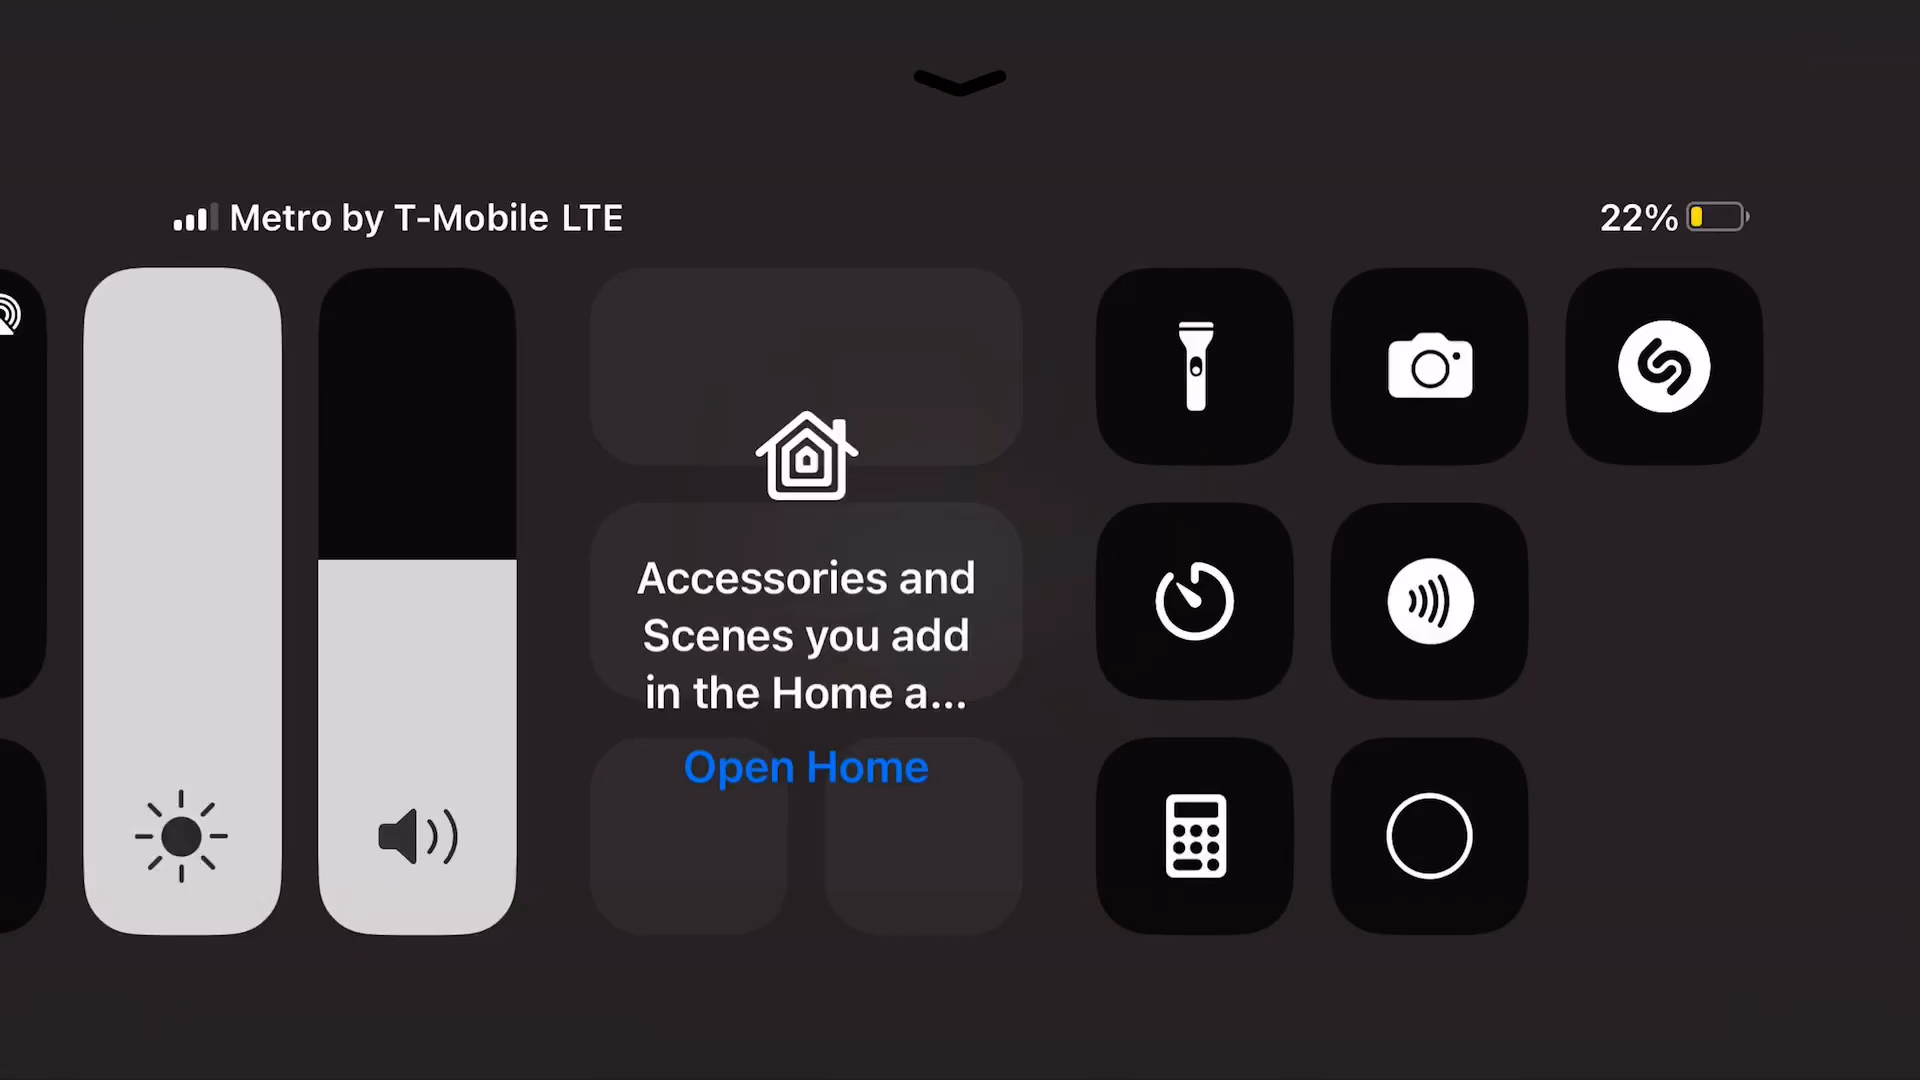 Metro by T-Mobile LTE
22%
Accessories and
Scenes you add
in the Home a...
Open Home